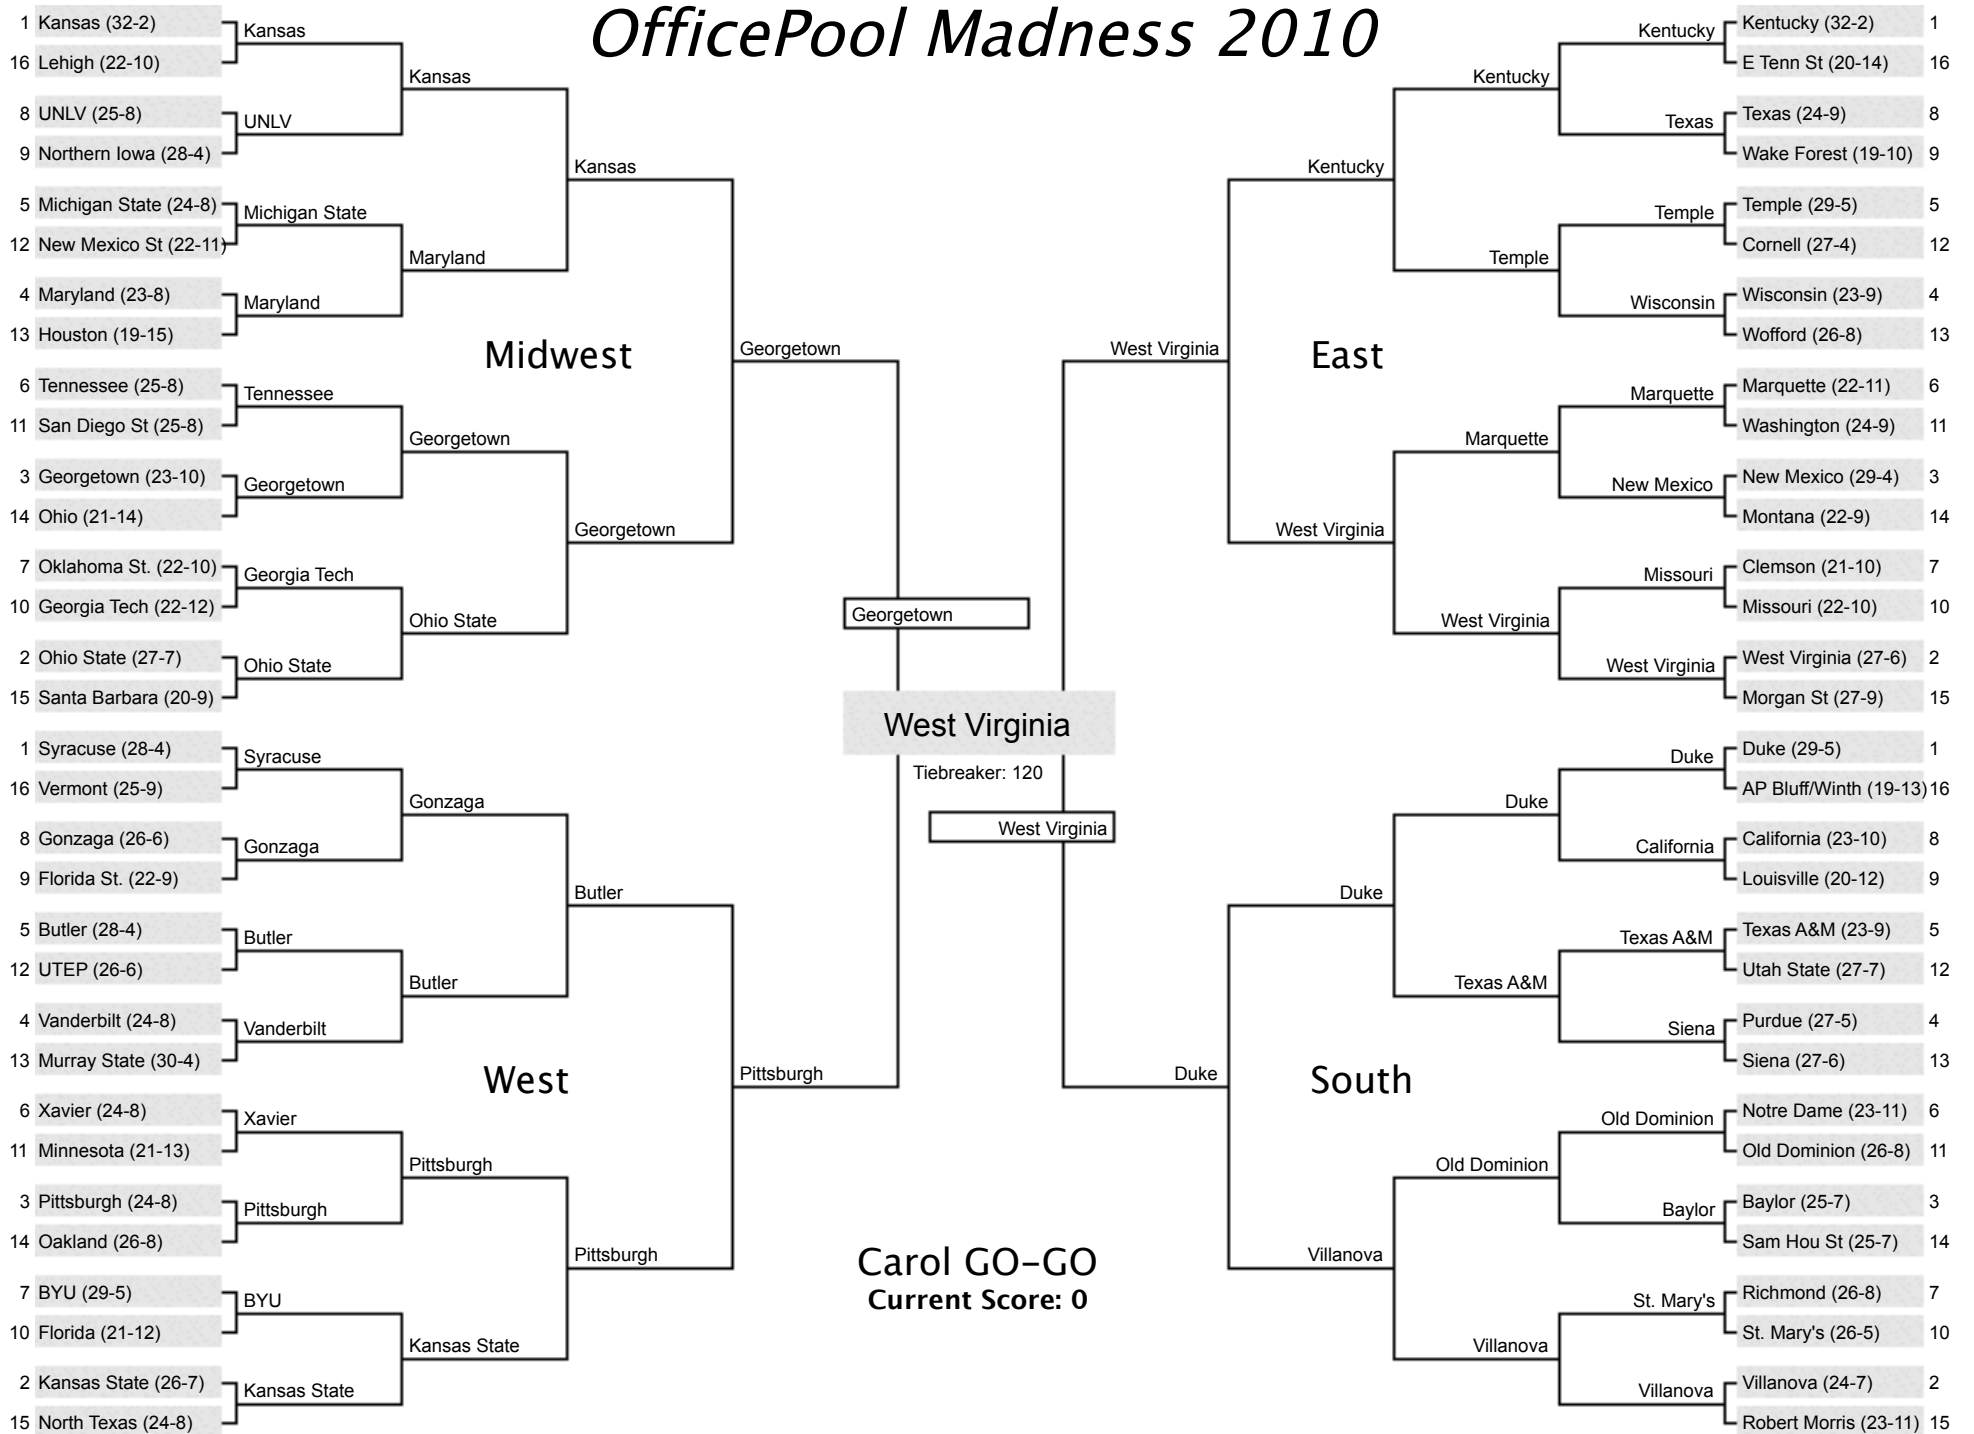 OfficePool Madness 2010
1 Kansas (32-2)
16 Lehigh (22-10)
8 UNLV (25-8)
9 Northern Iowa (28-4)
5 Michigan State (24-8)
12 New Mexico St (22-11)
4 Maryland (23-8)
13 Houston (19-15)
6 Tennessee (25-8)
11 San Diego St (25-8)
3 Georgetown (23-10)
14 Ohio (21-14)
7 Oklahoma St. (22-10)
10 Georgia Tech (22-12)
2 Ohio State (27-7)
15 Santa Barbara (20-9)
Kansas
UNLV
Michigan State
Maryland
Tennessee
Georgetown
Georgia Tech
Ohio State
Kansas
Maryland
Georgetown
Ohio State
Kansas
Georgetown
Georgetown
Midwest
1 Syracuse (28-4)
16 Vermont (25-9)
8 Gonzaga (26-6)
9 Florida St. (22-9)
5 Butler (28-4)
12 UTEP (26-6)
4 Vanderbilt (24-8)
13 Murray State (30-4)
6 Xavier (24-8)
11 Minnesota (21-13)
3 Pittsburgh (24-8)
14 Oakland (26-8)
7 BYU (29-5)
10 Florida (21-12)
2 Kansas State (26-7)
15 North Texas (24-8)
Syracuse
Gonzaga
Butler
Vanderbilt
Xavier
Pittsburgh
BYU
Kansas State
Gonzaga
Butler
Pittsburgh
Kansas State
Butler
Pittsburgh
Pittsburgh
West
Georgetown
West Virginia
Tiebreaker: 120
West Virginia
Carol GO-GO
Current Score: 0
Kentucky (32-2) 1
E Tenn St (20-14) 16
Texas (24-9) 8
Wake Forest (19-10) 9
Temple (29-5) 5
Cornell (27-4) 12
Wisconsin (23-9) 4
Wofford (26-8) 13
Marquette (22-11) 6
Washington (24-9) 11
New Mexico (29-4) 3
Montana (22-9) 14
Clemson (21-10) 7
Missouri (22-10) 10
West Virginia (27-6) 2
Morgan St (27-9) 15
Kentucky
Texas
Temple
Wisconsin
Marquette
New Mexico
Missouri
West Virginia
Kentucky
Temple
Marquette
West Virginia
Kentucky
West Virginia
West Virginia
East
Duke (29-5) 1
AP Bluff/Winth (19-13) 16
California (23-10) 8
Louisville (20-12) 9
Texas A&M (23-9) 5
Utah State (27-7) 12
Purdue (27-5) 4
Siena (27-6) 13
Notre Dame (23-11) 6
Old Dominion (26-8) 11
Baylor (25-7) 3
Sam Hou St (25-7) 14
Richmond (26-8) 7
St. Mary's (26-5) 10
Villanova (24-7) 2
Robert Morris (23-11) 15
Duke
California
Texas A&M
Siena
Old Dominion
Baylor
St. Mary's
Villanova
Duke
Texas A&M
Old Dominion
Villanova
Duke
Villanova
Duke
South